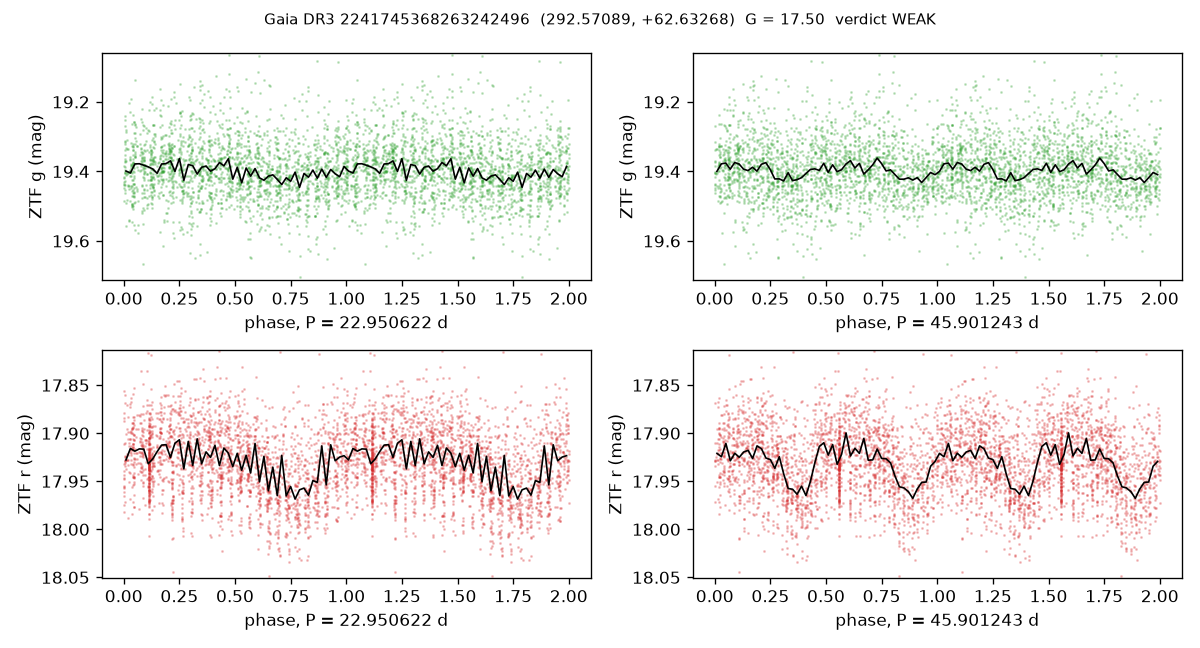 Gaia DR3 2241745368263242496 (292.57089, +62.63268) G = 17.50 verdict WEAK
ZTF g (mag)
19.2
19.4
19.6
0.00 0.25 0.50 0.75 1.00 1.25 1.50 1.75 2.00
phase, P = 22.950622 d
ZTF g (mag)
19.2
19.4
19.6
0.00 0.25 0.50 0.75 1.00 1.25 1.50 1.75 2.00
phase, P = 45.901243 d
ZTF r (mag)
17.85
17.90
17.95
18.00
18.05
0.00 0.25 0.50 0.75 1.00 1.25 1.50 1.75 2.00
phase, P = 22.950622 d
ZTF r (mag)
17.85
17.90
17.95
18.00
18.05
0.00 0.25 0.50 0.75 1.00 1.25 1.50 1.75 2.00
phase, P = 45.901243 d